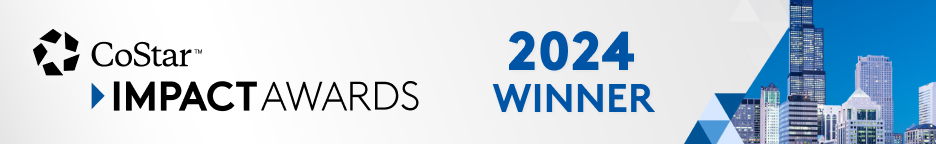 CoStar™
IMPACT AWARDS
2024
WINNER